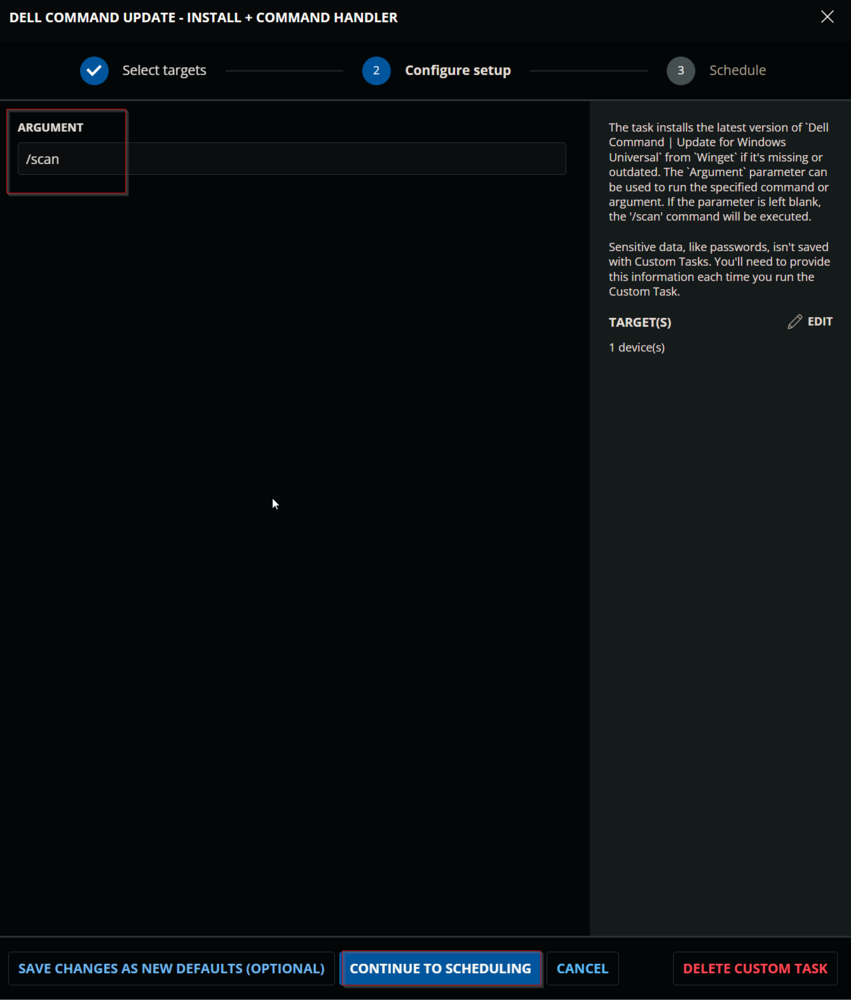 DELL COMMAND UPDATE - INSTALL + COMMAND HANDLER
Select targets
2
Configure setup
3
Schedule
ARGUMENT
/scan
The task installs the latest version of `Dell
Command | Update for Windows
Universal` from `Winget` if it's missing or
outdated. The `Argument` parameter can
be used to run the specified command or
argument. If the parameter is left blank,
the '/scan' command will be executed.
Sensitive data, like passwords, isn't saved
with Custom Tasks. You'll need to provide
this information each time you run the
Custom Task.
TARGET(S)
EDIT
1 device(s)
SAVE CHANGES AS NEW DEFAULTS (OPTIONAL)
CONTINUE TO SCHEDULING
CANCEL
DELETE CUSTOM TASK